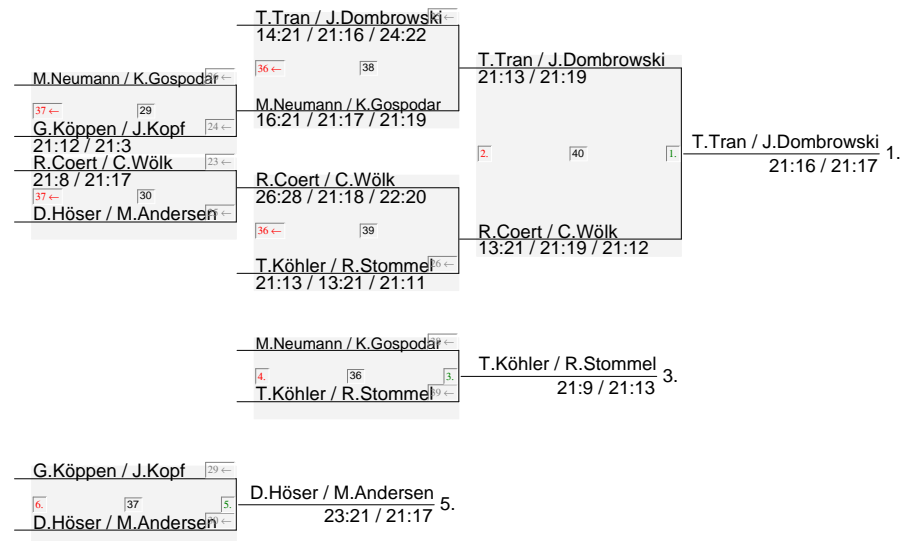 T.Tran / J.Dombrowski
14:21 / 21:16 / 24:22
36 ← 38
M.Neumann / K.Gospodar
16:21 / 21:17 / 21:19
M.Neumann / K.Gospodar
37 ← 29
G.Köppen / J.Kopf 24 ←
21:12 / 21:3
R.Coert / C.Wölk 23 ←
21:8 / 21:17
37 ← 30
D.Höser / M.Andersen
R.Coert / C.Wölk
26:28 / 21:18 / 22:20
36 ← 39
T.Köhler / R.Stommel 26 ←
21:13 / 13:21 / 21:11
T.Tran / J.Dombrowski
21:13 / 21:19
2. 40 1.
R.Coert / C.Wölk
13:21 / 21:19 / 21:12
T.Tran / J.Dombrowski 1.
21:16 / 21:17
M.Neumann / K.Gospodar
4. 36 3.
T.Köhler / R.Stommel 39 ←
T.Köhler / R.Stommel 3.
21:9 / 21:13
G.Köppen / J.Kopf 29 ←
6. 37 5.
D.Höser / M.Andersen
D.Höser / M.Andersen 5.
23:21 / 21:17